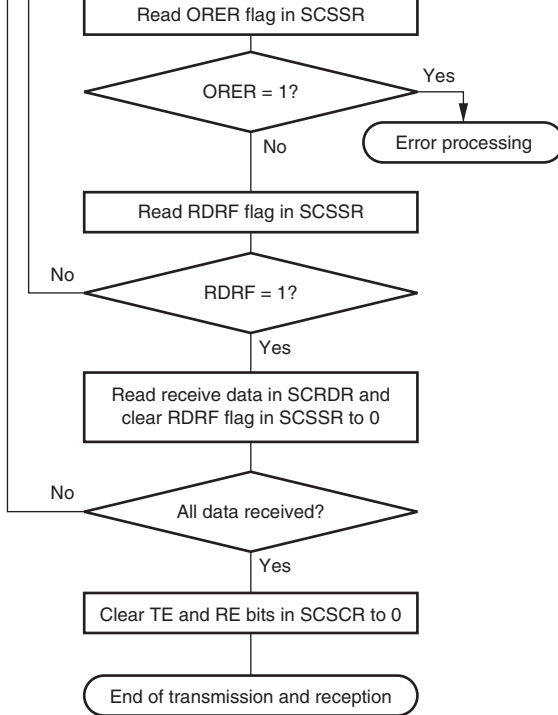 Read ORER flag in SCSSR
Yes
ORER = 1?
Error processing
No
Read RDRF flag in SCSSR
No
RDRF = 1?
Yes
Read receive data in SCRDR and
clear RDRF flag in SCSSR to 0
No
All data received?
Yes
Clear TE and RE bits in SCSCR to 0
End of transmission and reception